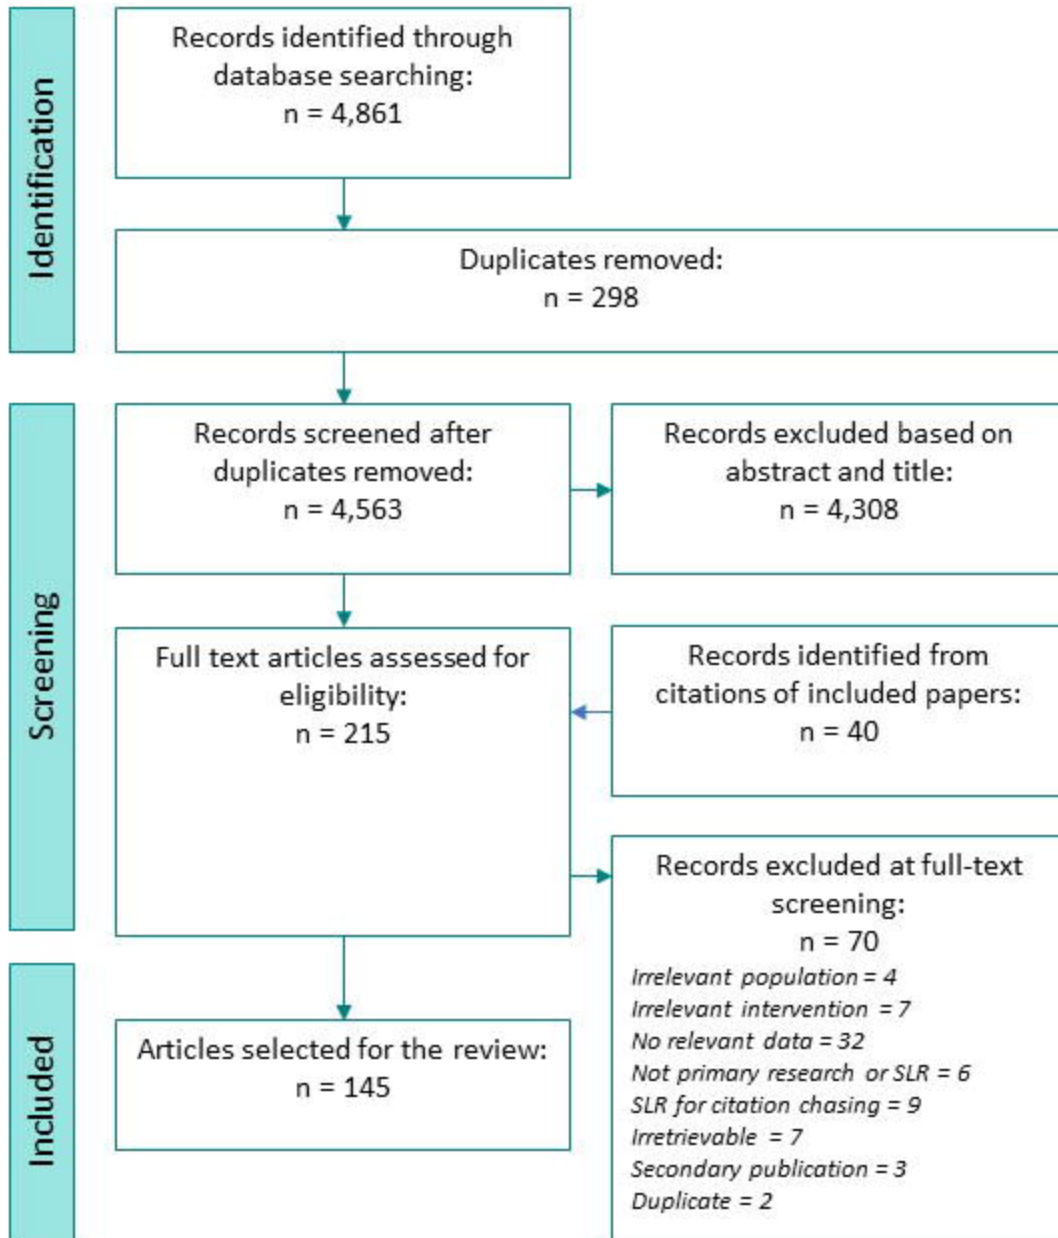 Identification
Records identified through
database searching:
n = 4,861
Duplicates removed:
n = 298
Screening
Records screened after
duplicates removed:
n = 4,563
Records excluded based on
abstract and title:
n = 4,308
Full text articles assessed for
eligibility:
n = 215
Records identified from
citations of included papers:
n = 40
Records excluded at full-text
screening:
n = 70
Irrelevant population = 4
Irrelevant intervention = 7
No relevant data = 32
Not primary research or SLR = 6
SLR for citation chasing = 9
Irretrievable = 7
Secondary publication = 3
Duplicate = 2
Included
Articles selected for the review:
n = 145